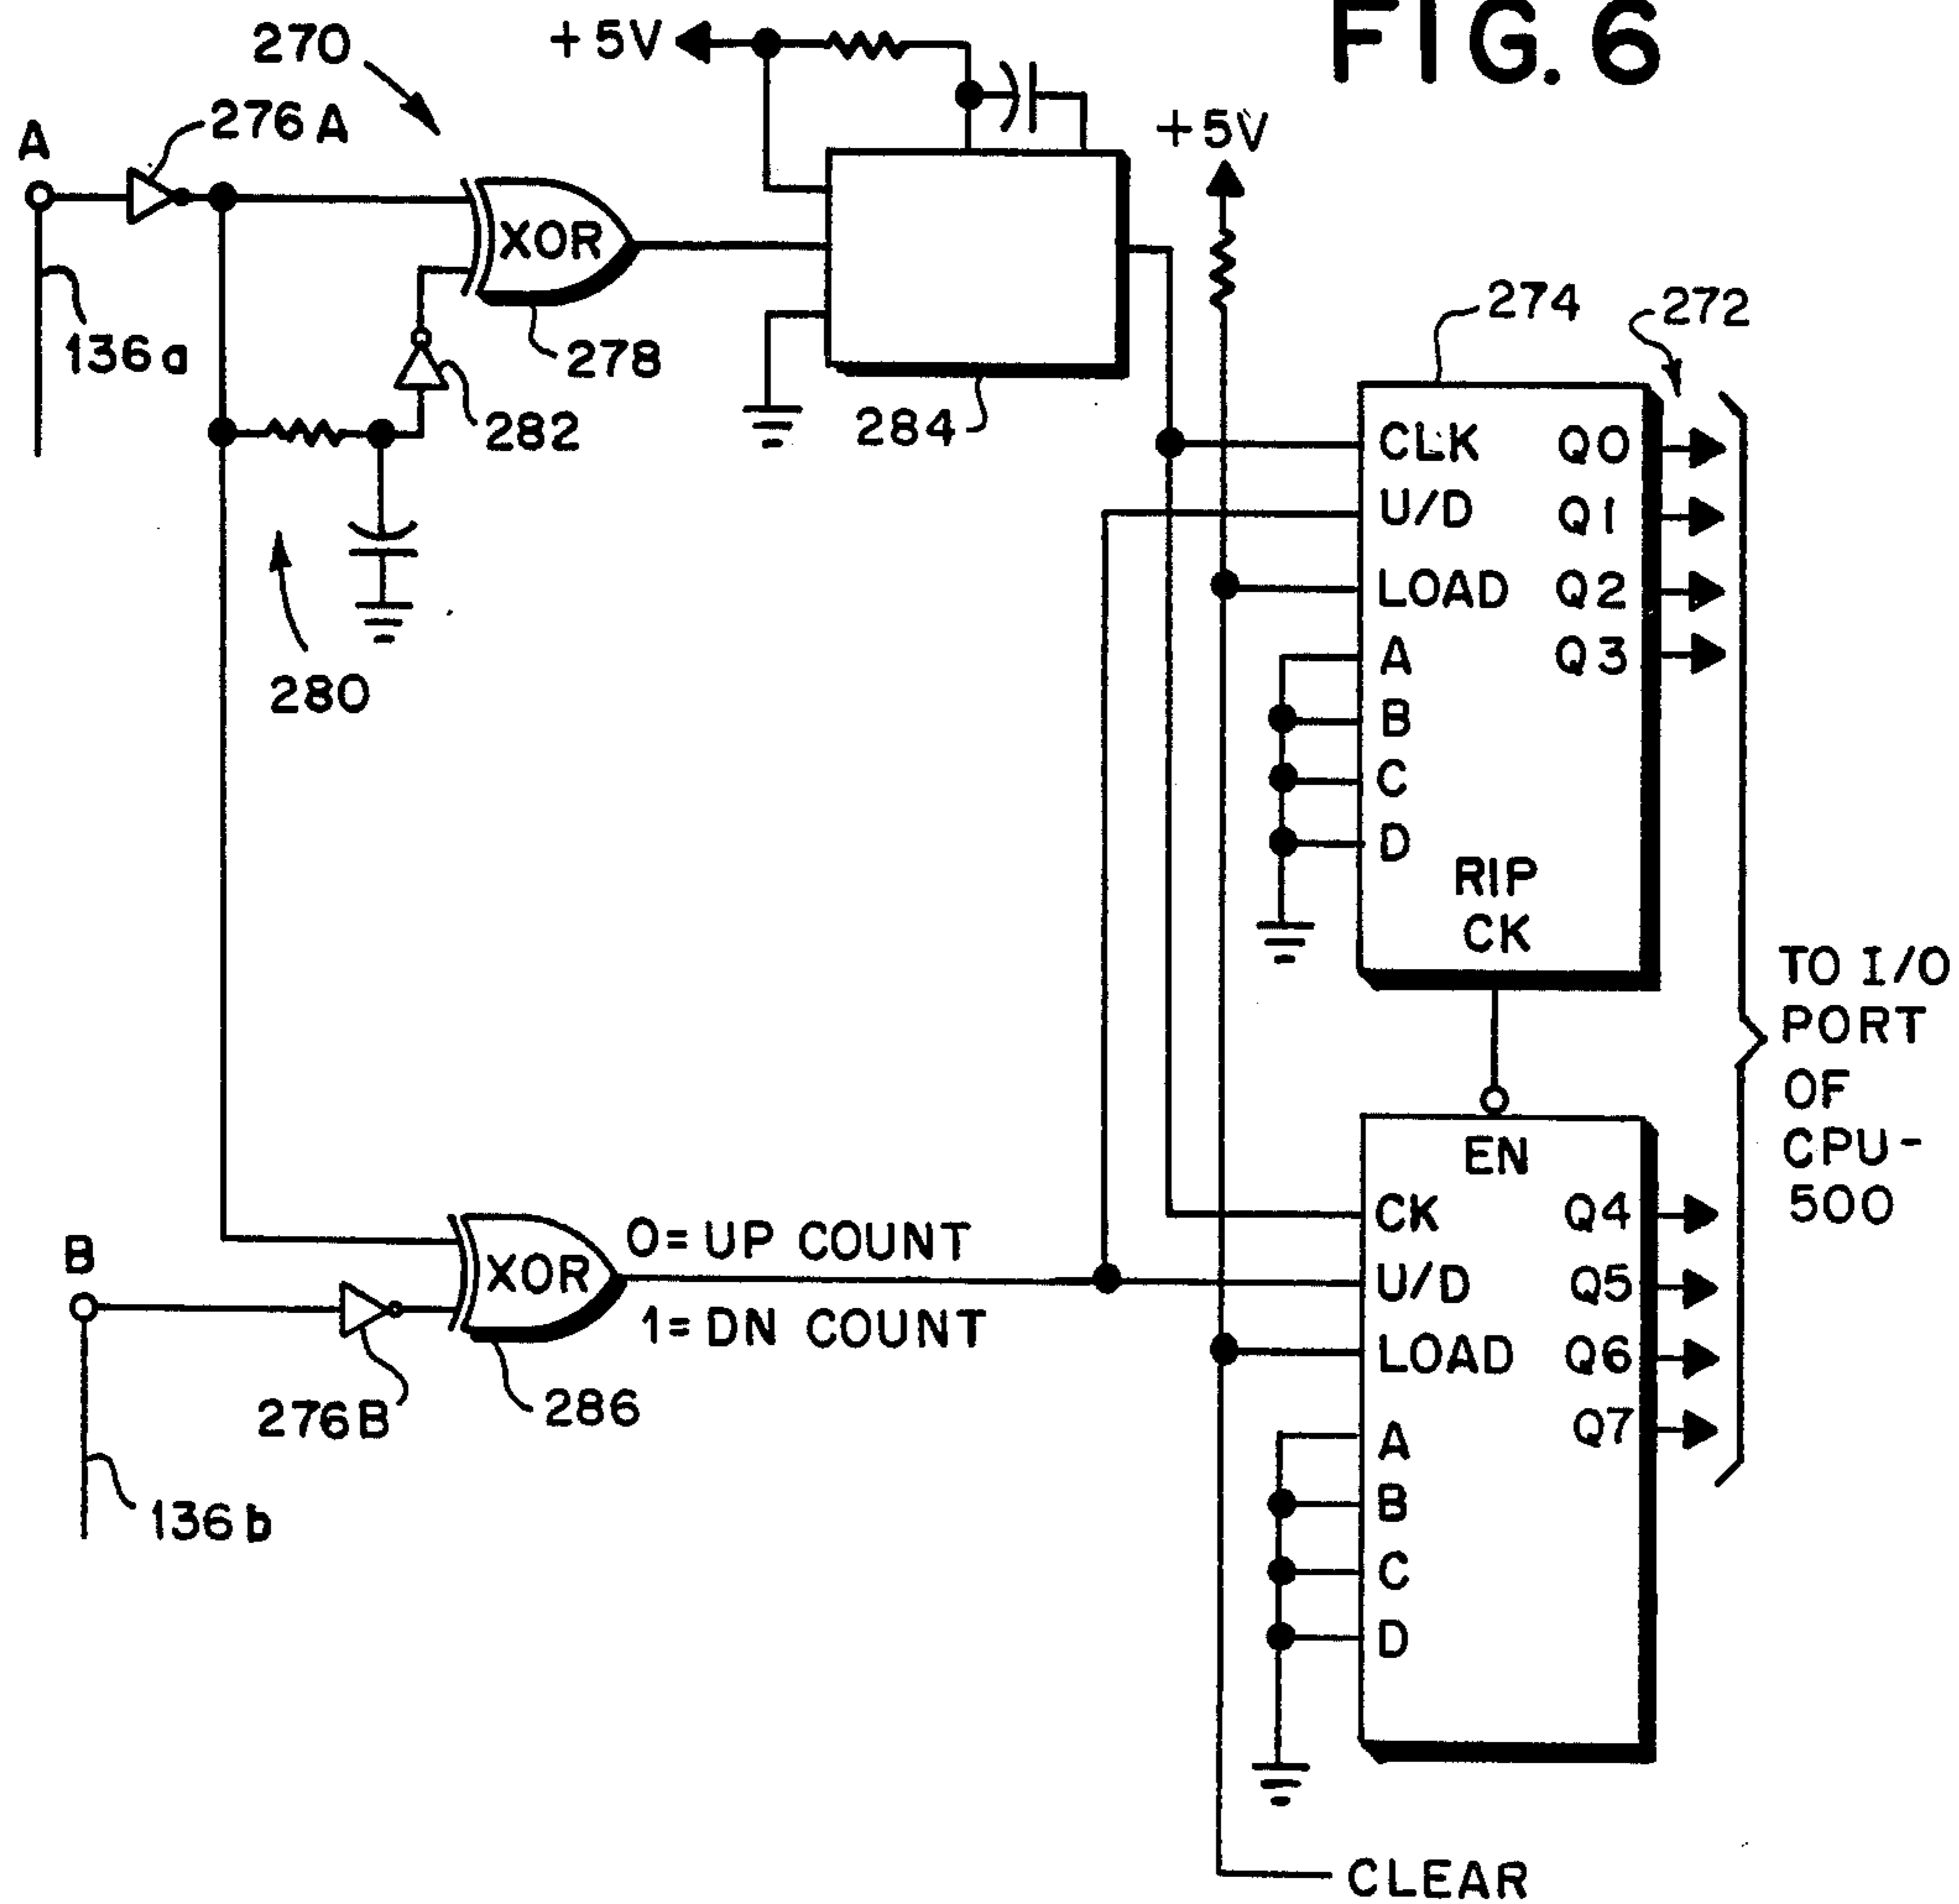 FIG. 6
270
+5V
276A
A
+5V
XOR
136a
278
282
284
274
272
280
CLK Q0
U/D Q1
LOAD Q2
A Q3
B
C
D
RIP
CK
TO I/O
PORT
OF
CPU-
500
EN
CK Q4
U/D Q5
LOAD Q6
Q7
A
B
C
D
B
XOR
0= UP COUNT
1= DN COUNT
276B
286
136b
CLEAR